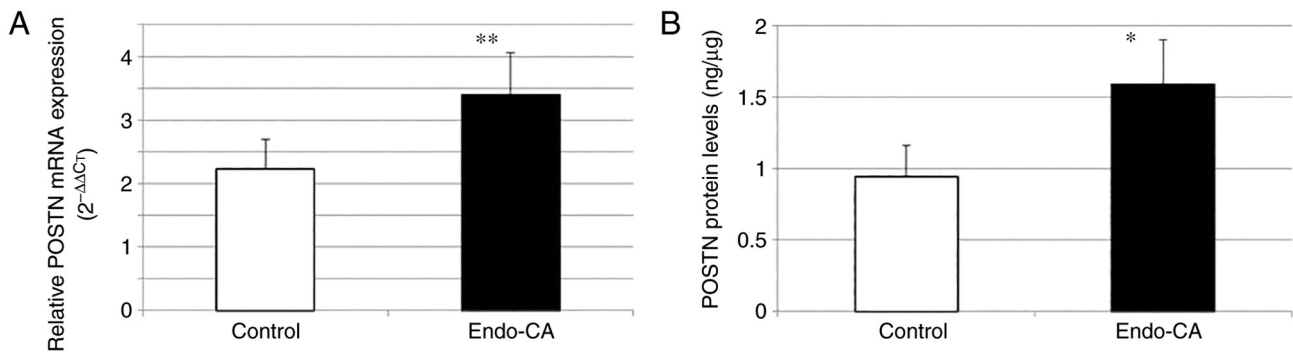 A
Relative POSTN mRNA expression
(2−ΔΔCT)
4
3
2
1
0
**
Control
Endo-CA
B
POSTN protein levels (ng/µg)
2
1.5
1
0.5
0
*
Control
Endo-CA